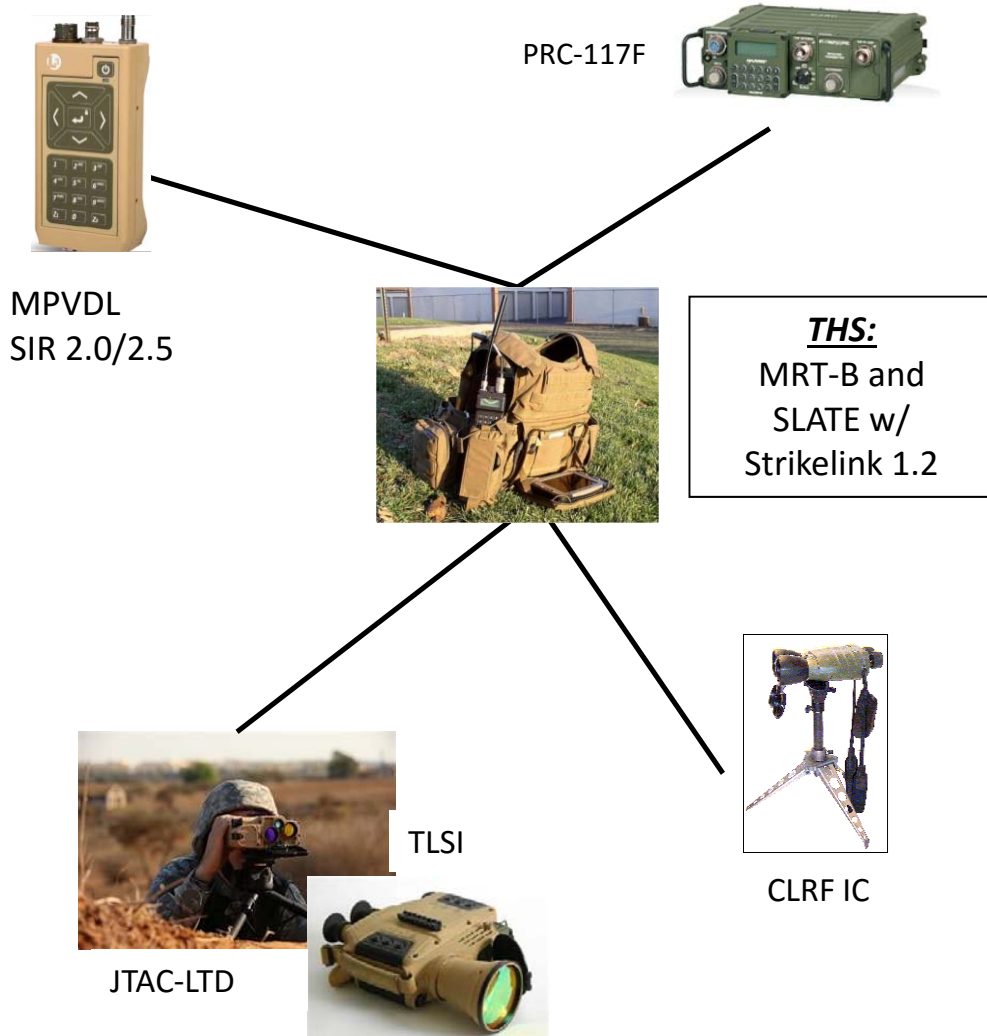 PRC-117F
MPVDL
SIR 2.0/2.5
THS:
MRT-B and
SLATE w/
Strikelink 1.2
TLSI
CLRF IC
JTAC-LTD